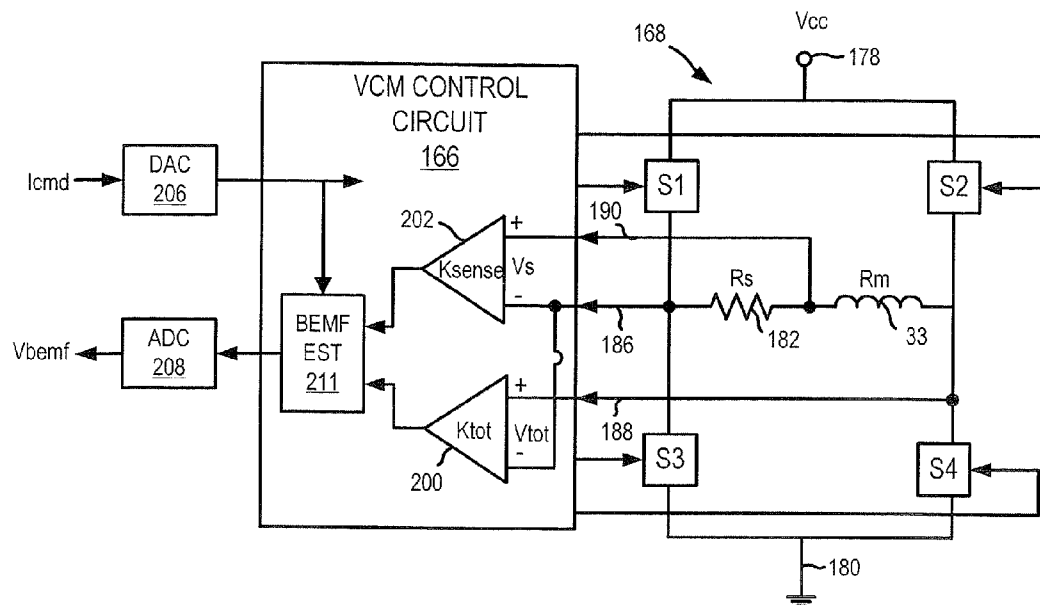 Vcc
168
178
VCM CONTROL
CIRCUIT
166
DAC
206
Icmd
S1
S2
202
+
190
Ksense
Vs
-
Rs
Rm
186
182
33
BEMF
EST
211
ADC
208
Vbemf
+
Ktot
Vtot
-
188
200
S3
S4
180